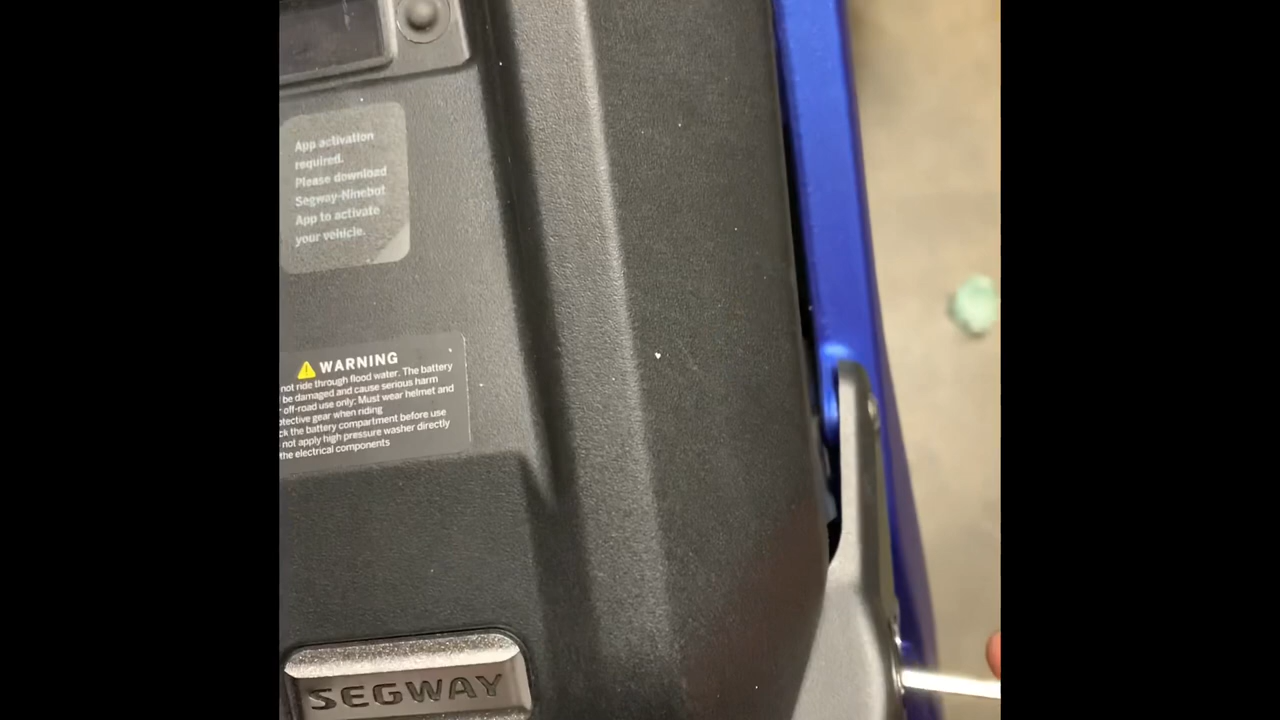 App activation
required.
Please download
Segway-Ninebot
App to activate
your vehicle.
WARNING
not ride through flood water. The battery
be damaged and cause serious harm
off-road use only: Must wear helmet and
otective gear when riding
ck the battery compartment before use
not apply high pressure washer directly
the electrical components
SEGWAY